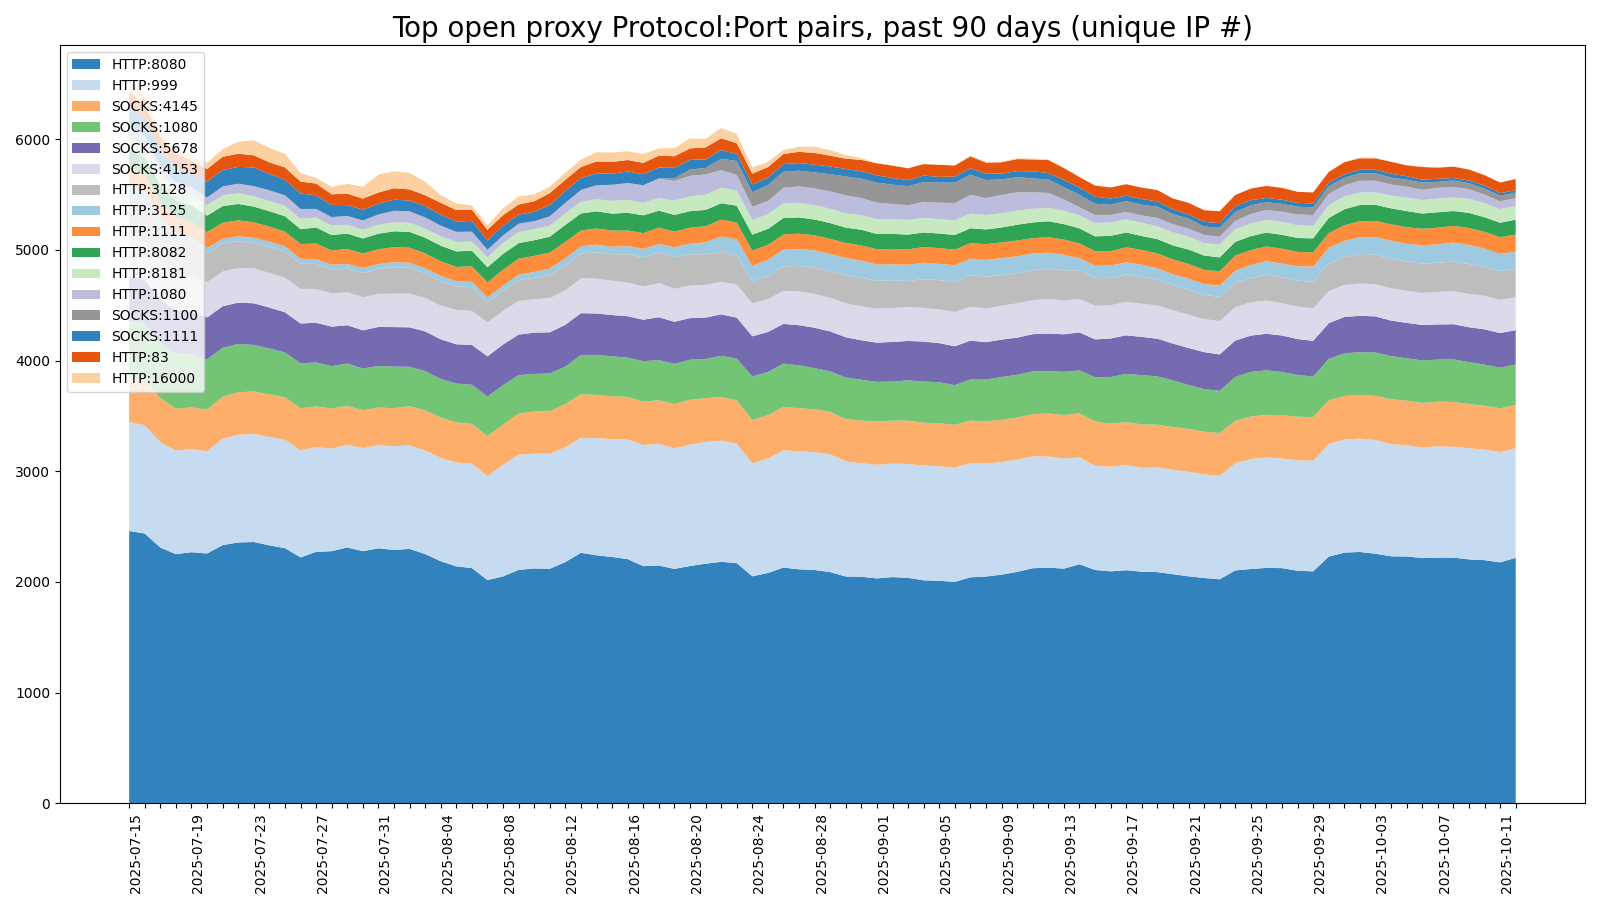 Top open proxy Protocol:Port pairs, past 90 days (unique IP #)
HTTP:8080
HTTP:999
SOCKS:4145
SOCKS:1080
SOCKS:5678
SOCKS:4153
HTTP:3128
HTTP:3125
HTTP:1111
HTTP:8082
HTTP:8181
HTTP:1080
SOCKS:1100
SOCKS:1111
HTTP:83
HTTP:16000
6000
5000
4000
3000
2000
1000
0
2025-07-15
2025-07-19
2025-07-23
2025-07-27
2025-07-31
2025-08-04
2025-08-08
2025-08-12
2025-08-16
2025-08-20
2025-08-24
2025-08-28
2025-09-01
2025-09-05
2025-09-09
2025-09-13
2025-09-17
2025-09-21
2025-09-25
2025-09-29
2025-10-03
2025-10-07
2025-10-11